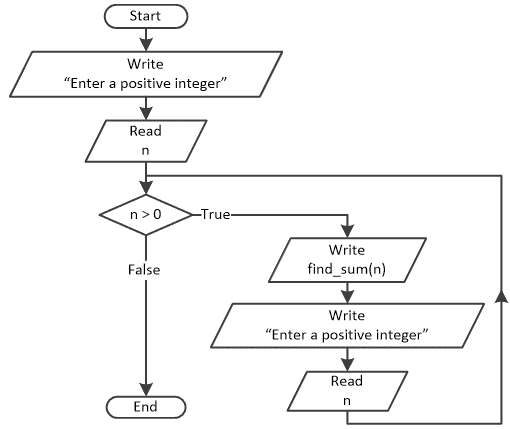 Start
Write
“Enter a positive integer”
Read
n
n > 0
True
Write
find_sum(n)
False
Write
“Enter a positive integer”
Read
n
End